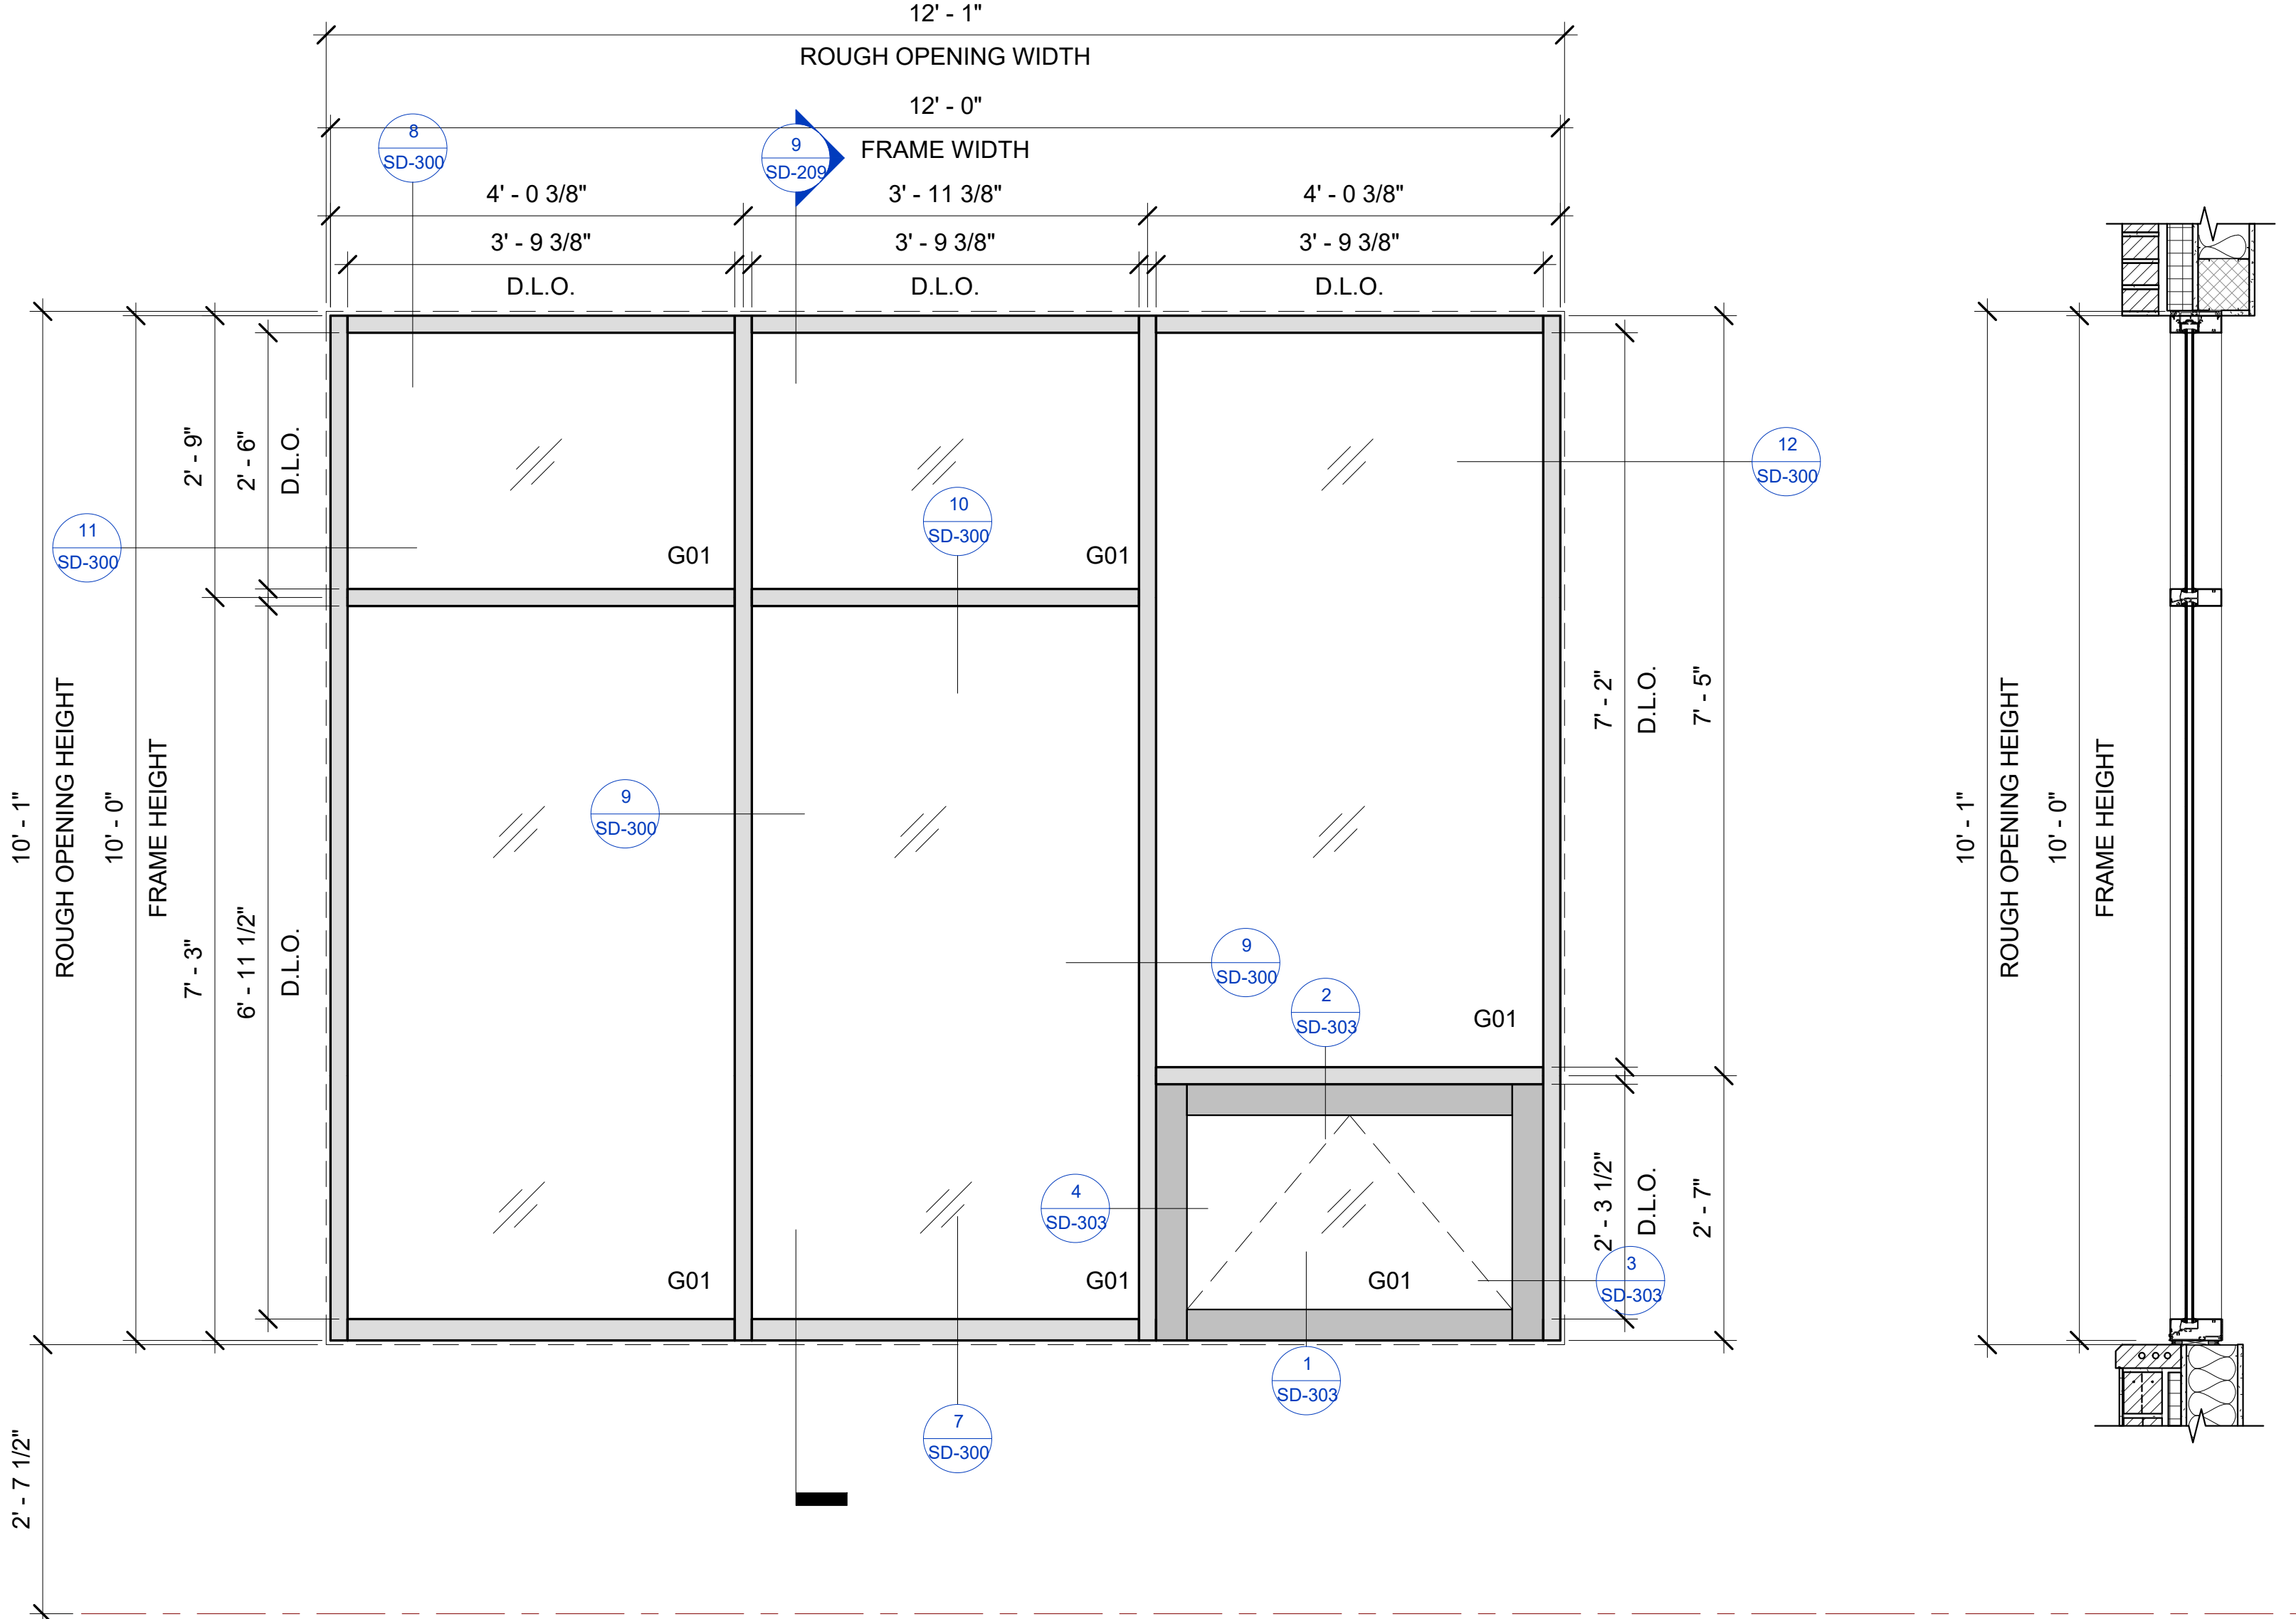 12' - 1"
ROUGH OPENING WIDTH
12' - 0"
FRAME WIDTH
8
SD-300
9
SD-209
4' - 0 3/8"
3' - 11 3/8"
4' - 0 3/8"
3' - 9 3/8"
3' - 9 3/8"
3' - 9 3/8"
D.L.O.
D.L.O.
D.L.O.
10' - 1"
ROUGH OPENING HEIGHT
10' - 0"
FRAME HEIGHT
2' - 9"
2' - 6"
D.L.O.
7' - 3"
6' - 11 1/2"
D.L.O.
2' - 7 1/2"
11
SD-300
G01
10
SD-300
G01
12
SD-300
9
SD-300
9
SD-300
2
SD-303
G01
4
SD-303
G01
G01
G01
3
SD-303
1
SD-303
7
SD-300
7' - 2"
D.L.O.
7' - 5"
2' - 3 1/2"
D.L.O.
2' - 7"
10' - 1"
ROUGH OPENING HEIGHT
10' - 0"
FRAME HEIGHT